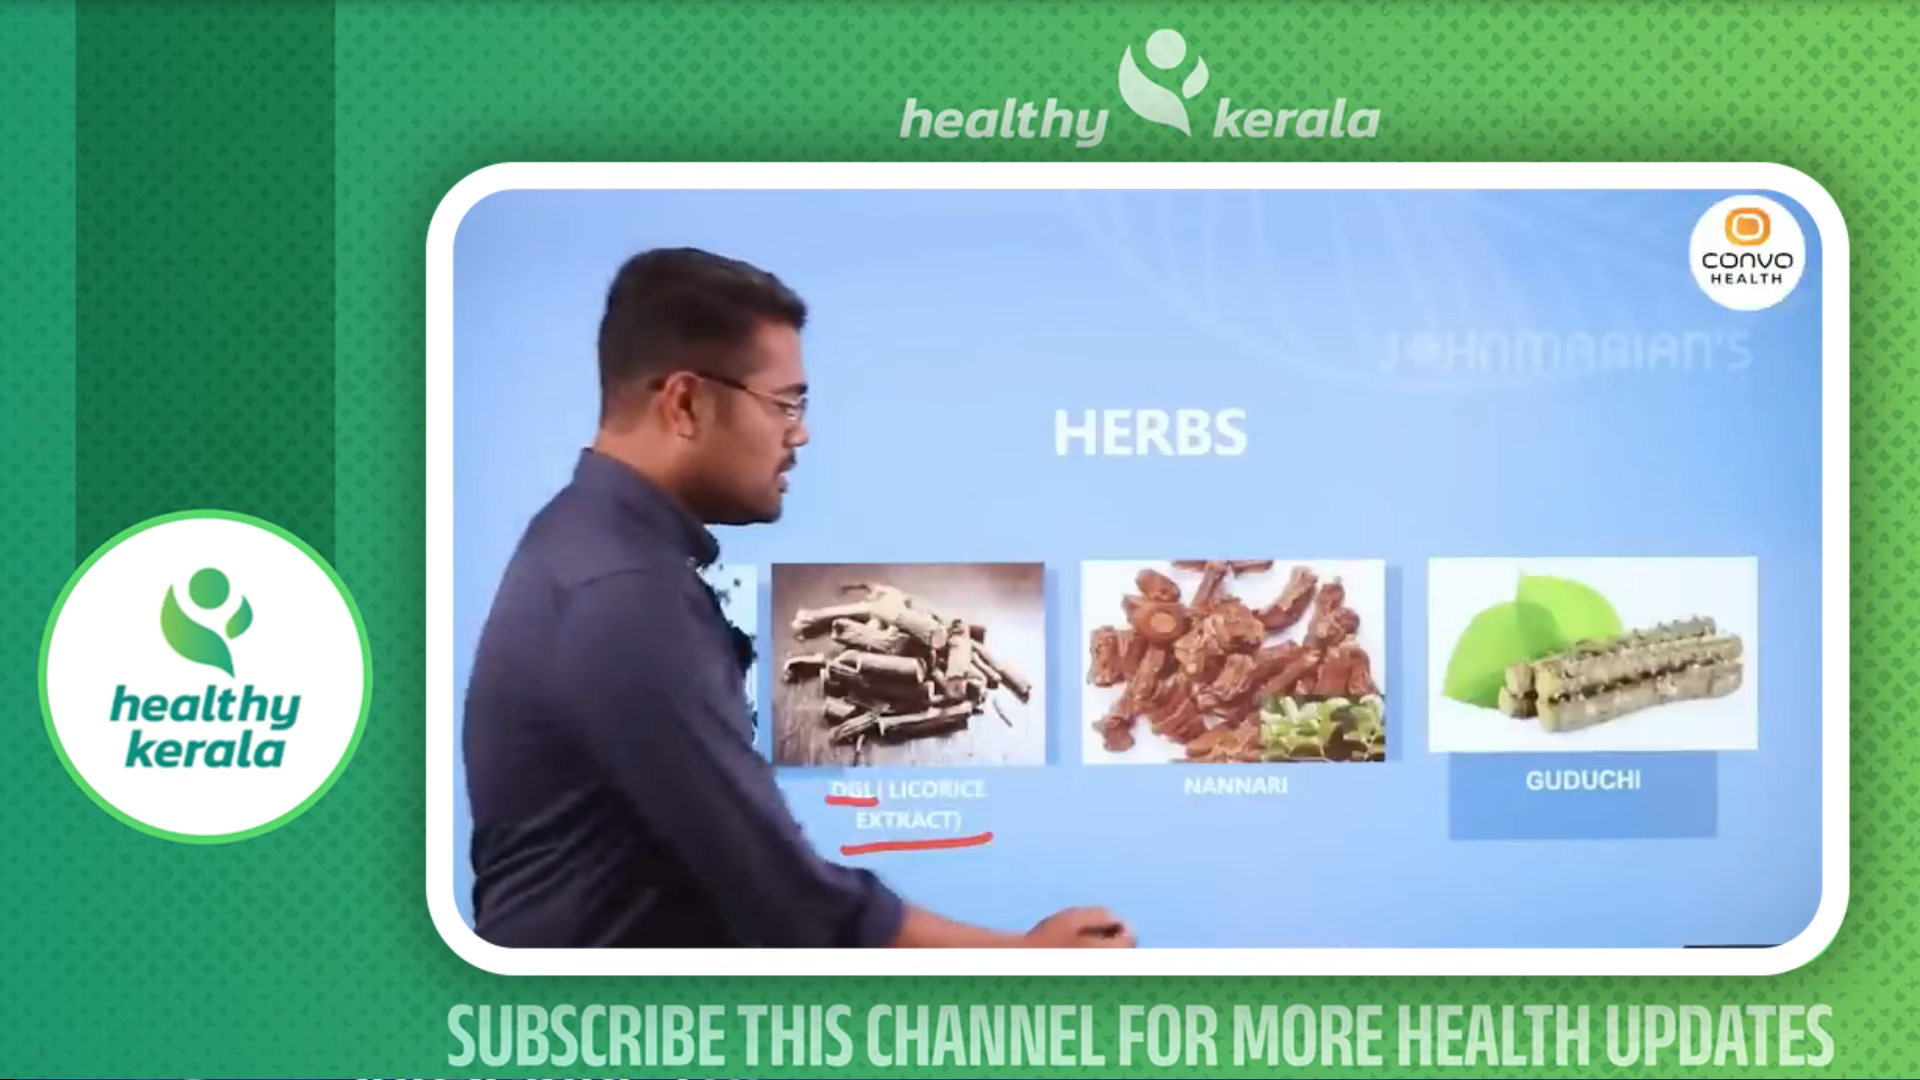 healthy kerala
CONVO
HEALTH
JOHNMARIAN'S
HERBS
DGL( LICORICE
EXTRACT)
NANNARI
GUDUCHI
healthy
kerala
SUBSCRIBE THIS CHANNEL FOR MORE HEALTH UPDATES